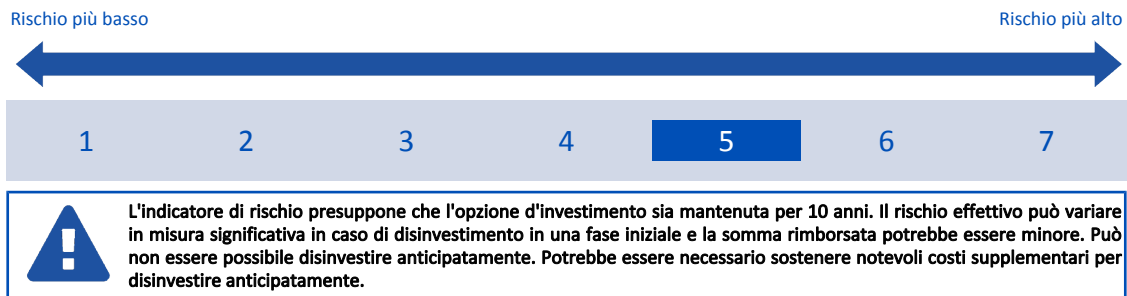 Rischio più basso Rischio più alto
1 2 3 4 5 6 7
L'indicatore di rischio presuppone che l'opzione d'investimento sia mantenuta per 10 anni. Il rischio effettivo può variare
in misura significativa in caso di disinvestimento in una fase iniziale e la somma rimborsata potrebbe essere minore. Può
non essere possibile disinvestire anticipatamente. Potrebbe essere necessario sostenere notevoli costi supplementari per
disinvestire anticipatamente.